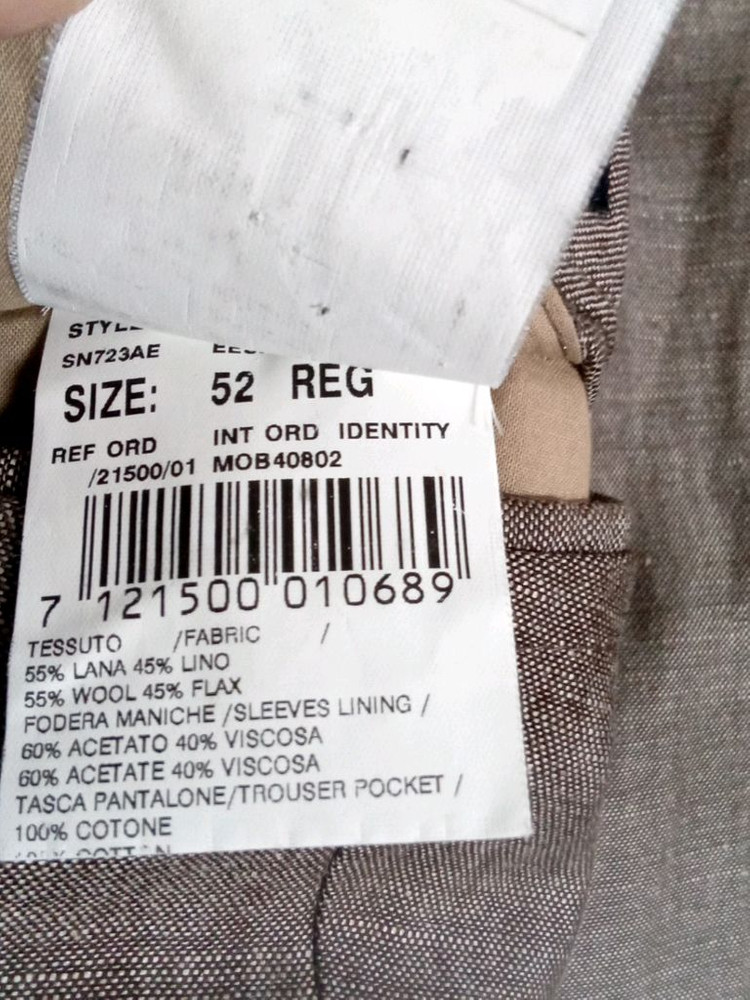 SN723AE
SIZE: 52 REG
REF ORD INT ORD IDENTITY
/21500/01 MOB40802
7 121500 010689
TESSUTO /FABRIC /
55% LANA 45% LINO
55% WOOL 45% FLAX
FODERA MANICHE /SLEEVES LINING /
60% ACETATO 40% VISCOSA
60% ACETATE 40% VISCOSA
TASCA PANTALONE/TROUSER POCKET /
100% COTONE